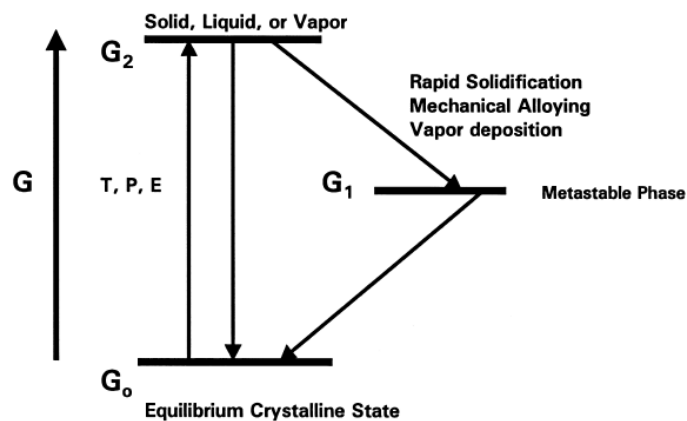 Solid, Liquid, or Vapor
G2
Rapid Solidification
Mechanical Alloying
Vapor deposition
G
T, P, E
G1
Metastable Phase
Go
Equilibrium Crystalline State